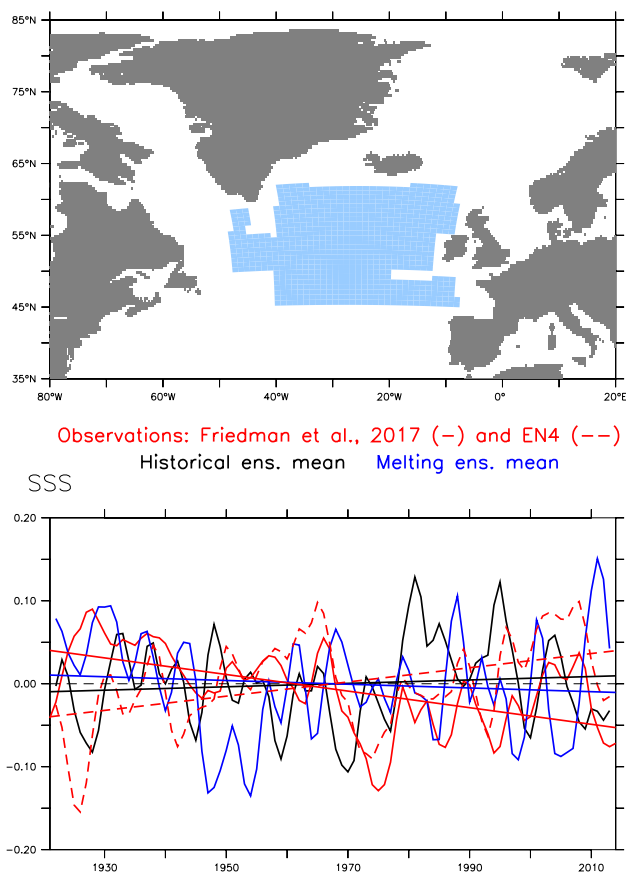 85°N
75°N
65°N
55°N
45°N
35°N
80°W 60°W 40°W 20°W 0° 20°E
Observations: Friedman et al., 2017 (–) and EN4 (––)
Historical ens. mean Melting ens. mean
SSS
0.20
0.10
0.00
−0.10
−0.20
1930 1950 1970 1990 2010